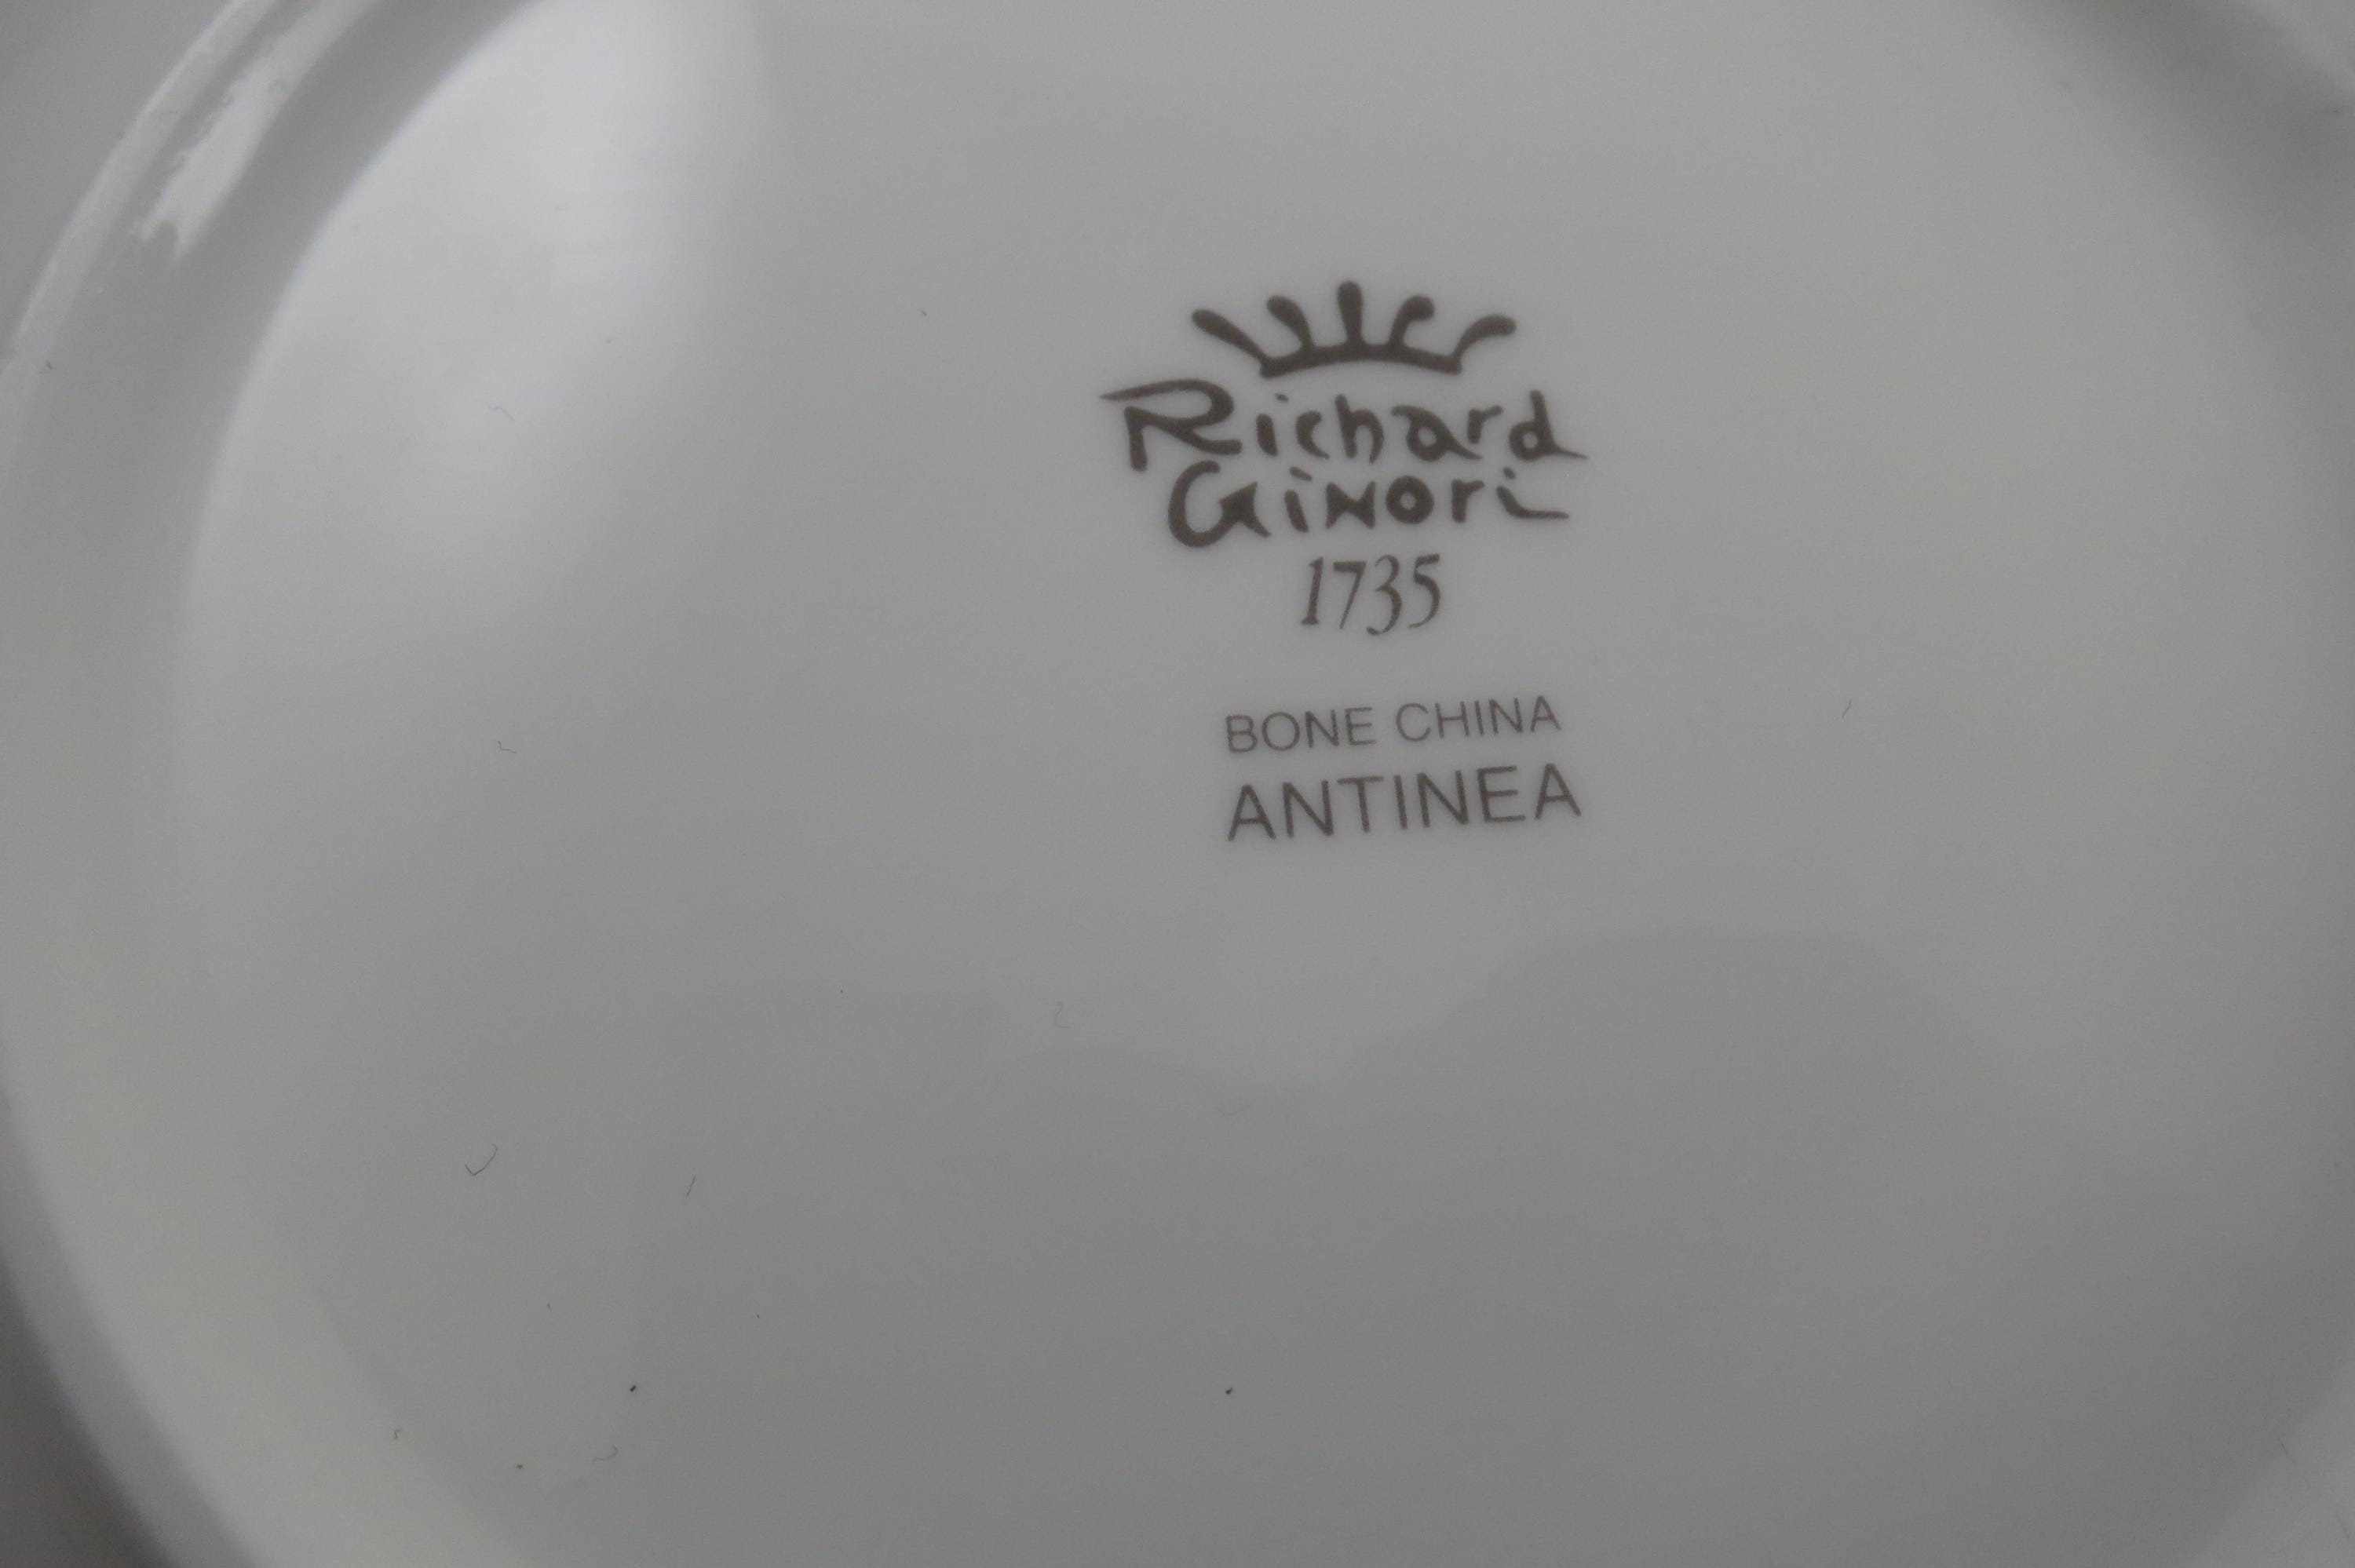 Richard
Ginori
1735
BONE CHINA
ANTINEA